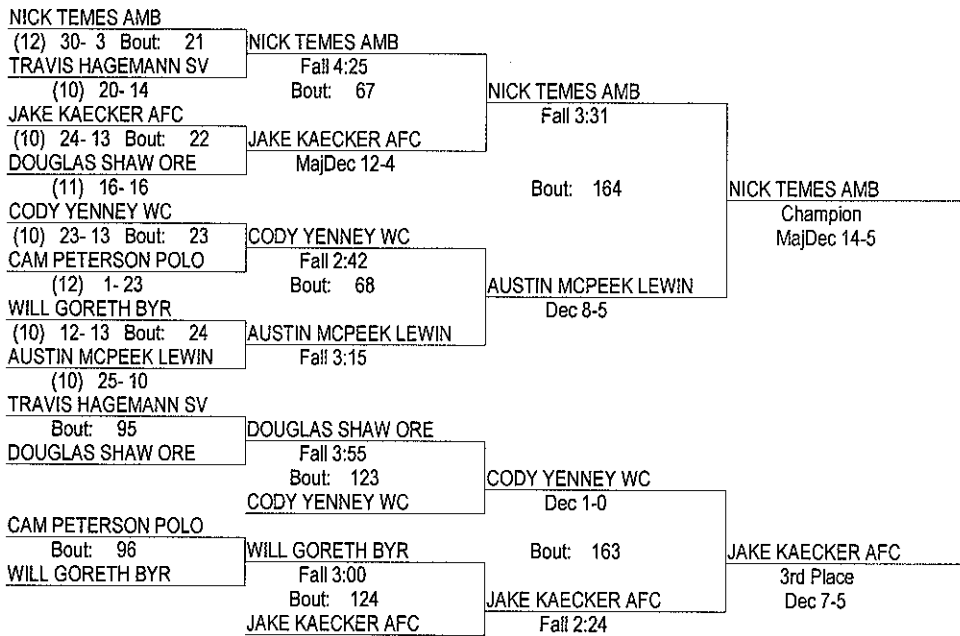 NICK TEMES AMB
(12) 30- 3 Bout: 21
TRAVIS HAGEMANN SV
(10) 20- 14
JAKE KAECKER AFC
(10) 24- 13 Bout: 22
DOUGLAS SHAW ORE
(11) 16- 16
CODY YENNEY WC
(10) 23- 13 Bout: 23
CAM PETERSON POLO
(12) 1- 23
WILL GORETH BYR
(10) 12- 13 Bout: 24
AUSTIN MCPEEK LEWIN
(10) 25- 10
TRAVIS HAGEMANN SV
Bout: 95
DOUGLAS SHAW ORE
CAM PETERSON POLO
Bout: 96
WILL GORETH BYR
NICK TEMES AMB
Fall 4:25
Bout: 67
JAKE KAECKER AFC
MajDec 12-4
CODY YENNEY WC
Fall 2:42
Bout: 68
AUSTIN MCPEEK LEWIN
Fall 3:15
DOUGLAS SHAW ORE
Fall 3:55
Bout: 123
CODY YENNEY WC
WILL GORETH BYR
Fall 3:00
Bout: 124
JAKE KAECKER AFC
NICK TEMES AMB
Fall 3:31
Bout: 164
AUSTIN MCPEEK LEWIN
Dec 8-5
CODY YENNEY WC
Dec 1-0
Bout: 163
JAKE KAECKER AFC
Fall 2:24
NICK TEMES AMB
Champion
MajDec 14-5
JAKE KAECKER AFC
3rd Place
Dec 7-5